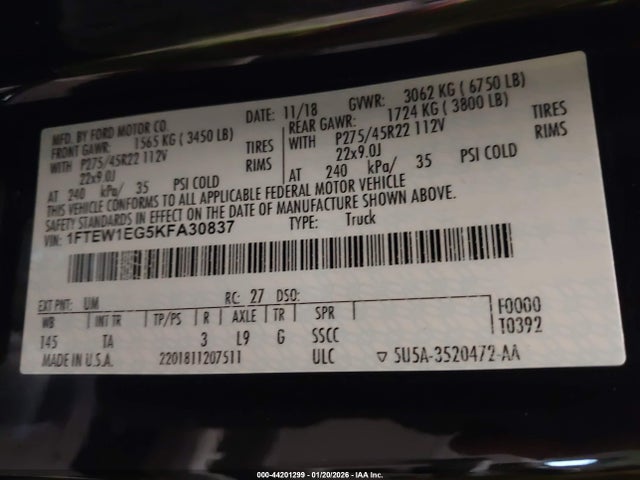 MFD. BY FORD MOTOR CO.
DATE: 11/18 GVWR: 3062 KG ( 6750 LB)
FRONT GAWR: 1565 KG ( 3450 LB) REAR GAWR: 1724 KG ( 3800 LB)
WITH P275/45R22 112V TIRES WITH P275/45R22 112V TIRES
22x9.0J RIMS 22x9.0J RIMS
AT 240 kPa/ 35 PSI COLD AT 240 kPa/ 35 PSI COLD
THIS VEHICLE CONFORMS TO ALL APPLICABLE FEDERAL MOTOR VEHICLE
SAFETY STANDARDS IN EFFECT ON THE DATE OF MANUFACTURE SHOWN ABOVE.
VIN: 1FTEW1EG5KFA30837 TYPE: Truck
EXT PNT: UM RC: 27 DSO:
WB INT TR TP/PS R AXLE TR SPR F0000
145 TA 3 L9 G SSCC T0392
MADE IN U.S.A. 2201811207511 ULC ▽ 5U5A-3520472-AA
000-44201299 - 01/20/2026 - IAA Inc.